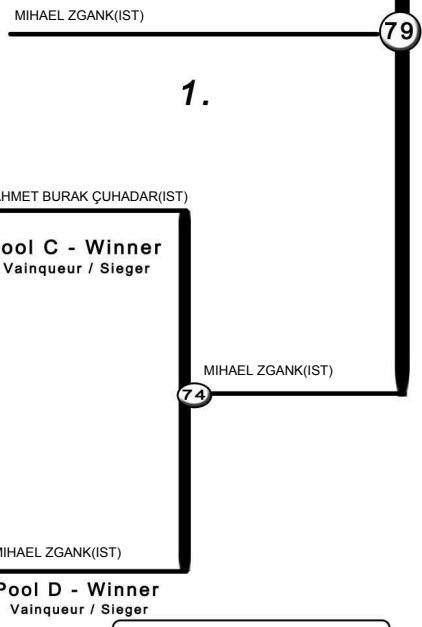 MIHAEL ZGANK(IST)
79
1.
HMET BURAK ÇUHADAR(IST)
ool C - Winner
Vainqueur / Sieger
MIHAEL ZGANK(IST)
74
MIHAEL ZGANK(IST)
Pool D - Winner
Vainqueur / Sieger